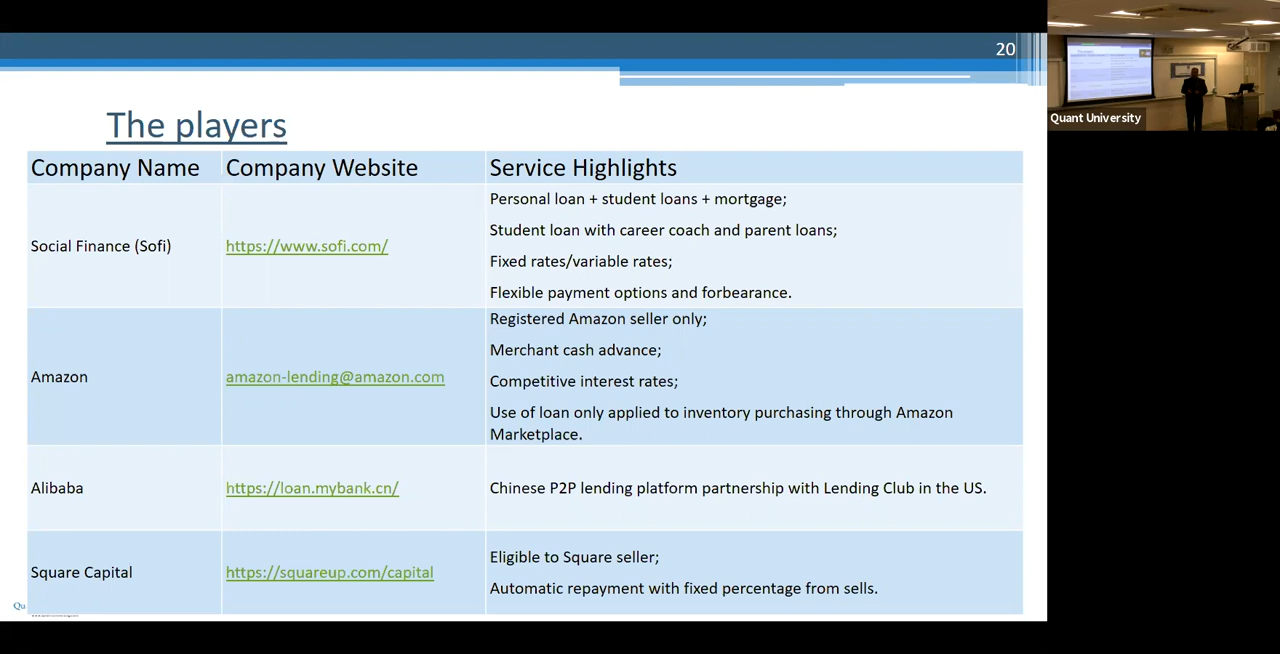 20
Quant University
The players
Company Name Company Website Service Highlights
Social Finance (Sofi) https://www.sofi.com/ Personal loan + student loans + mortgage;
Student loan with career coach and parent loans;
Fixed rates/variable rates;
Flexible payment options and forbearance.
Amazon amazon-lending@amazon.com Registered Amazon seller only;
Merchant cash advance;
Competitive interest rates;
Use of loan only applied to inventory purchasing through Amazon
Marketplace.
Alibaba https://loan.mybank.cn/ Chinese P2P lending platform partnership with Lending Club in the US.
Square Capital https://squareup.com/capital Eligible to Square seller;
Automatic repayment with fixed percentage from sells.
Qu